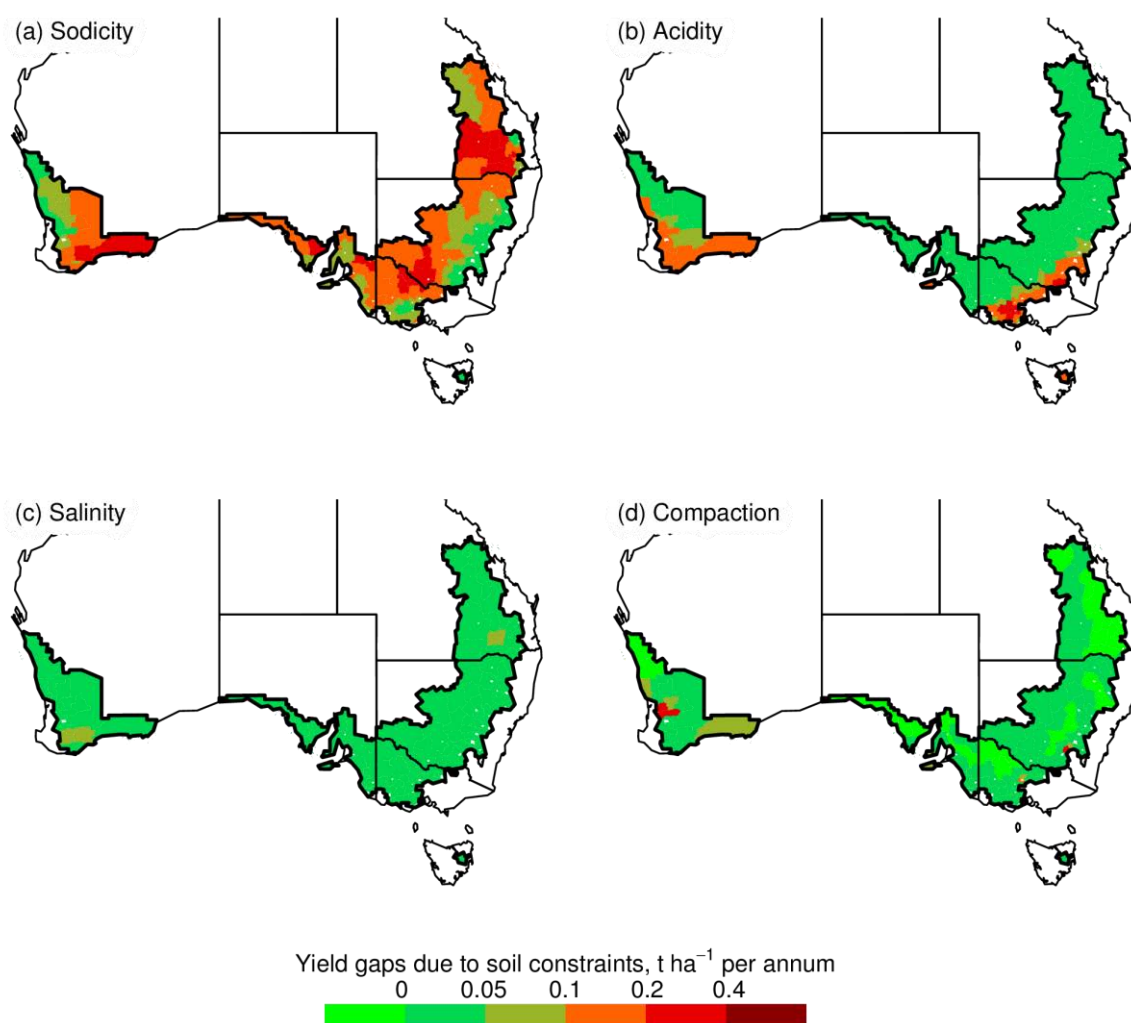 (a) Sodicity
(b) Acidity
(c) Salinity
(d) Compaction
Yield gaps due to soil constraints, t ha⁻¹ per annum
0 0.05 0.1 0.2 0.4